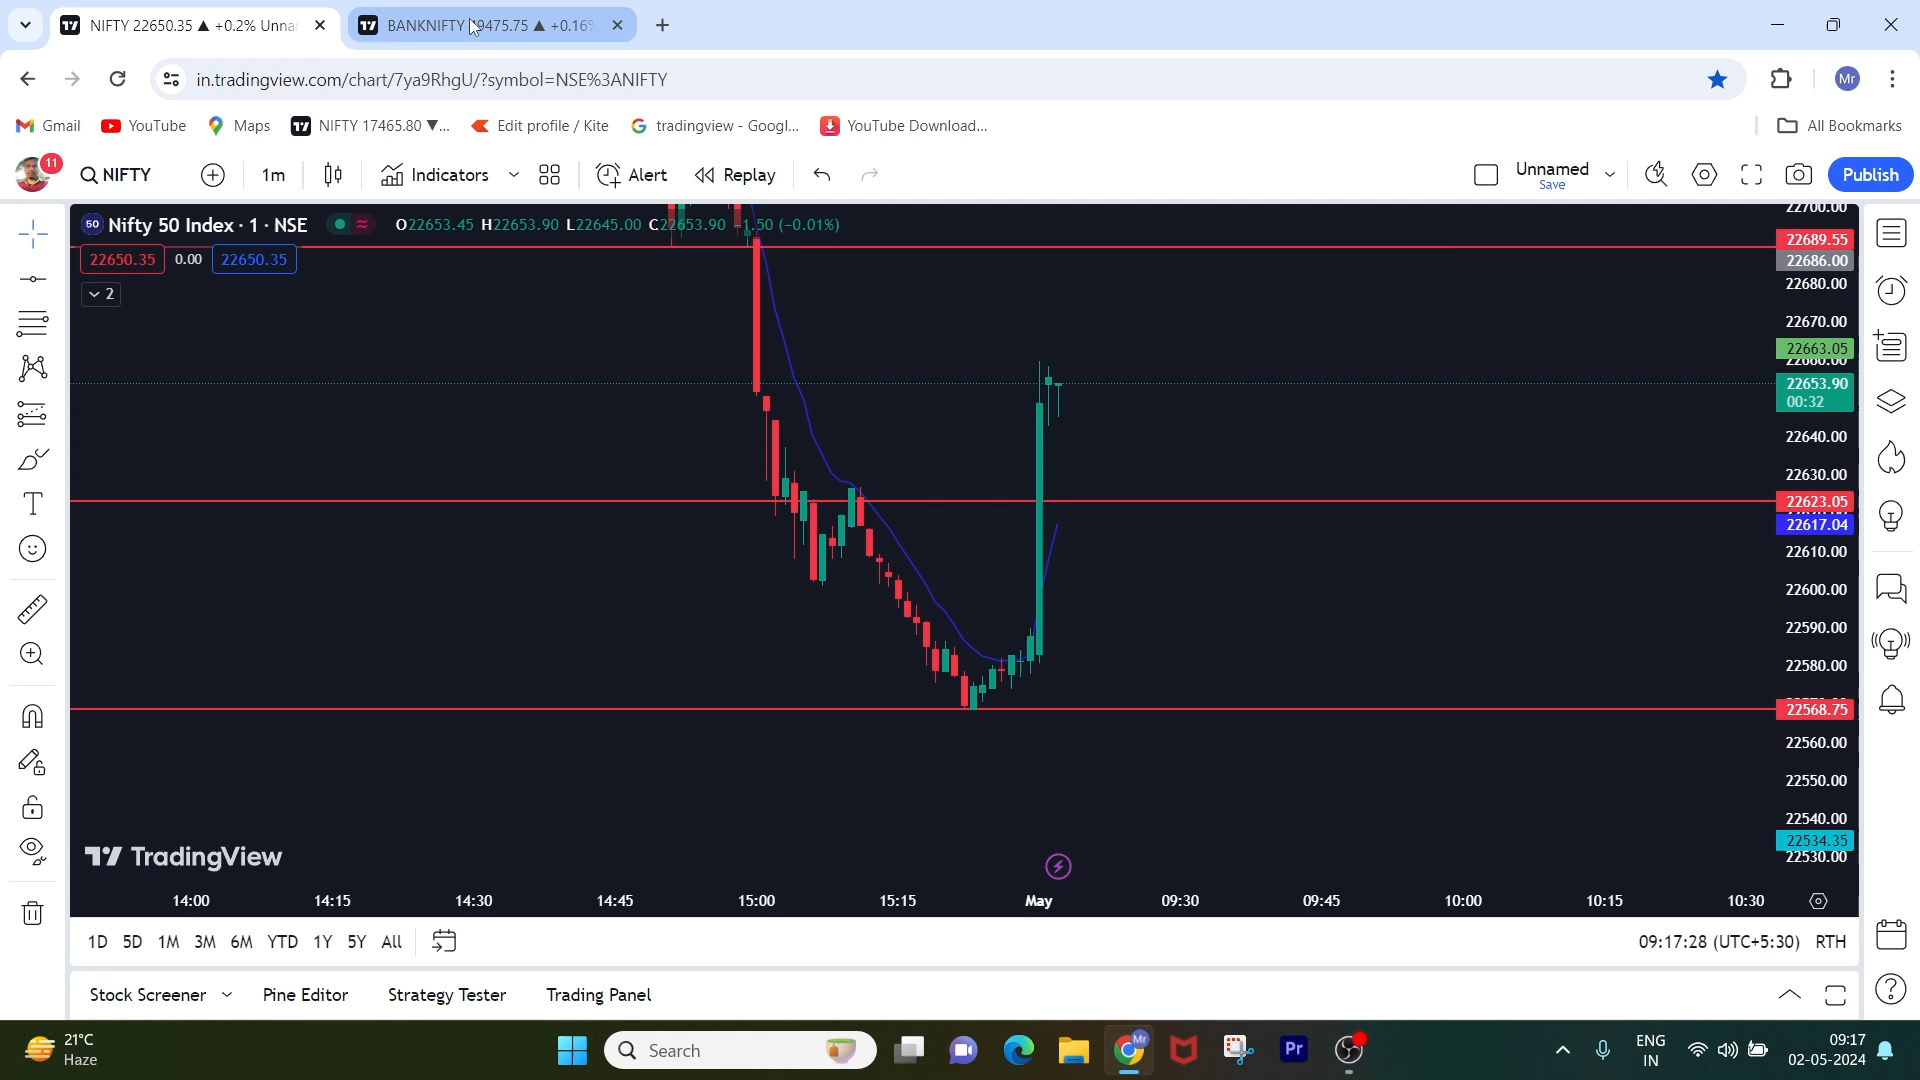 NIFTY 22650.35 ▲ +0.2% Unna
BANKNIFTY 9475.75 ▲ +0.16%
in.tradingview.com/chart/7ya9RhgU/?symbol=NSE%3ANIFTY
Mr
Gmail YouTube Maps NIFTY 17465.80 ▼... Edit profile / Kite tradingview - Googl... YouTube Download...
All Bookmarks
11
NIFTY 1m Indicators Alert Replay
Unnamed
Save
Publish
50 Nifty 50 Index · 1 · NSE O22653.45 H22653.90 L22645.00 C22653.90 1.50 (−0.01%)
22650.35 0.00 22650.35
2
22700.00
22689.55
22686.00
22680.00
22670.00
22663.05
22660.00
22653.90
00:32
22640.00
22630.00
22623.05
22617.04
22610.00
22600.00
22590.00
22580.00
22568.75
22560.00
22550.00
22540.00
22534.35
22530.00
TradingView
14:00 14:15 14:30 14:45 15:00 15:15 May 09:30 09:45 10:00 10:15 10:30
1D 5D 1M 3M 6M YTD 1Y 5Y All
09:17:28 (UTC+5:30) RTH
Stock Screener Pine Editor Strategy Tester Trading Panel
21°C
Haze
Search
Mr
Pr
ENG
IN
09:17
02-05-2024